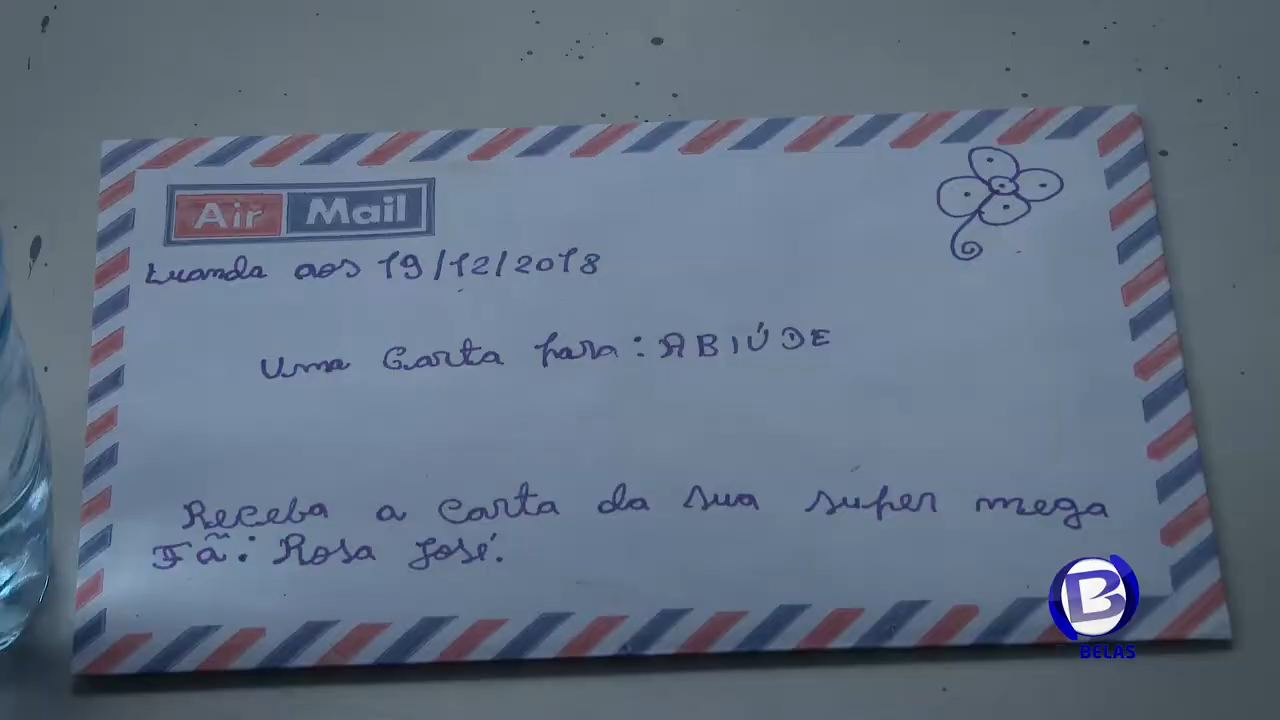 Air Mail
Luanda aos 19/12/2018
Uma Carta para: ABIÚDE
Receba a carta da sua super mega
Fã: Rosa José.
B
BELAS